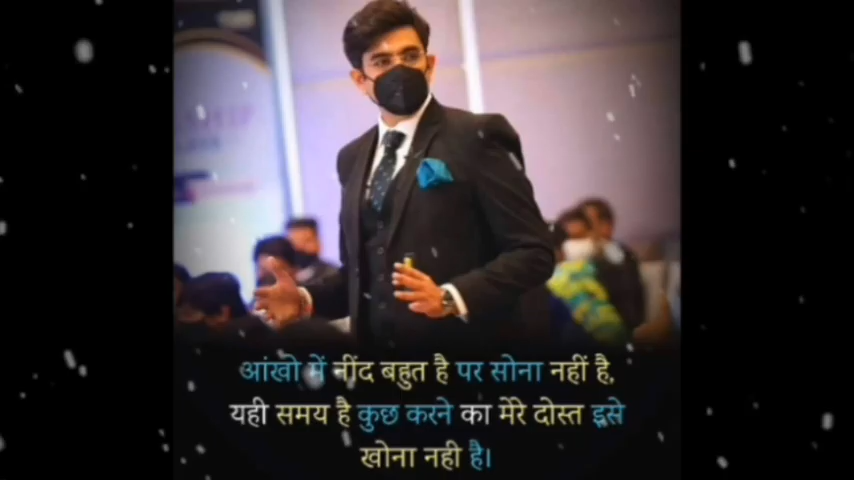 आंखो में नींद बहुत है पर सोना नहीं है,
यही समय है कुछ करने का मेरे दोस्त इसे
खोना नही है।